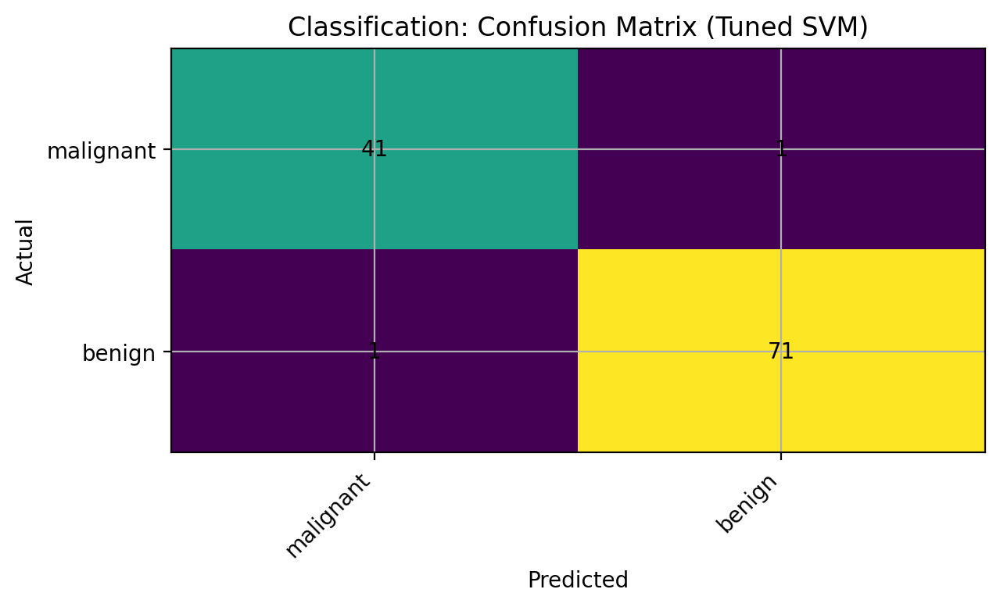 Classification: Confusion Matrix (Tuned SVM)
Actual
malignant
41
1
benign
1
71
malignant
benign
Predicted